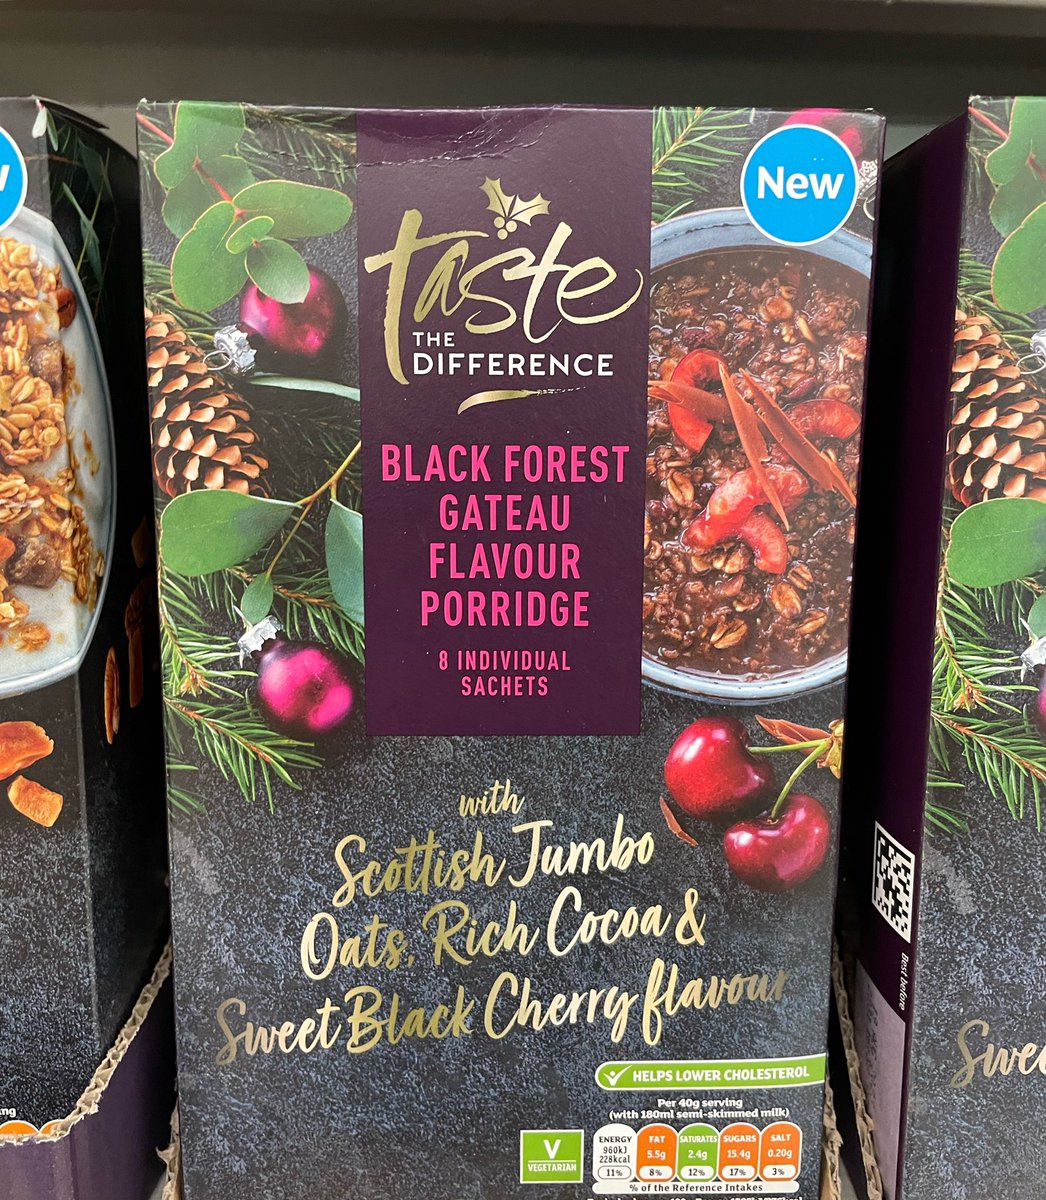 New
taste
THE
DIFFERENCE
BLACK FOREST
GATEAU
FLAVOUR
PORRIDGE
8 INDIVIDUAL
SACHETS
with
Scottish Jumbo
Oats, Rich Cocoa &
Sweet Black Cherry flavour
HELPS LOWER CHOLESTEROL
Per 40g serving
(with 180ml semi-skimmed milk)
V
VEGETARIAN
ENERGY
960kJ
228kcal
11%
FAT
5.5g
8%
SATURATES
2.4g
12%
SUGARS
15.4g
17%
SALT
0.20g
3%
% of the Reference Intakes
Best before
Swee